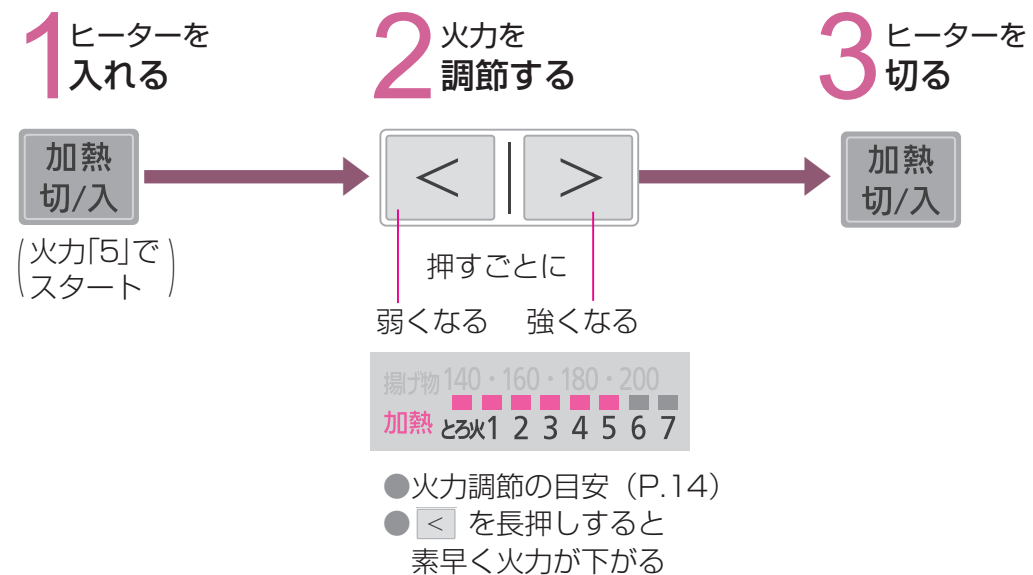 1 ヒーターを
入れる
加熱
切/入
(火力「5」で
スタート)
2 火力を
調節する
< | >
押すごとに
弱くなる 強くなる
揚げ物 140・160・180・200
加熱 とろ火 1 2 3 4 5 6 7
●火力調節の目安(P.14)
● < を長押しすると
素早く火力が下がる
3 ヒーターを
切る
加熱
切/入